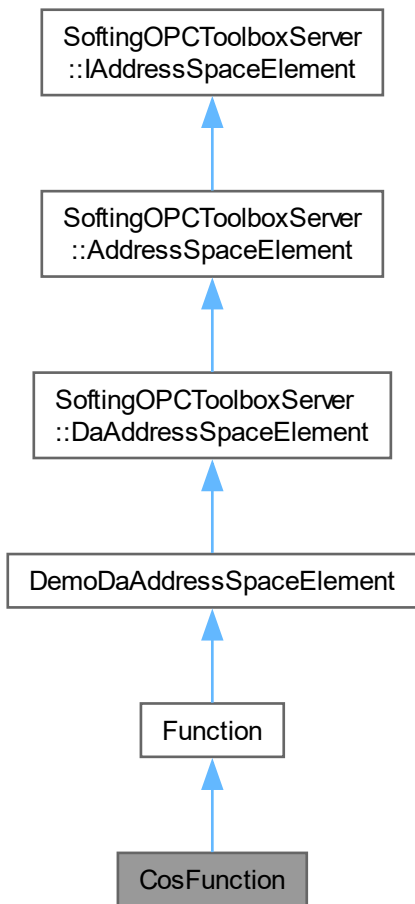 SoftingOPCToolboxServer
::IAddressSpaceElement
SoftingOPCToolboxServer
::AddressSpaceElement
SoftingOPCToolboxServer
::DaAddressSpaceElement
DemoDaAddressSpaceElement
Function
CosFunction